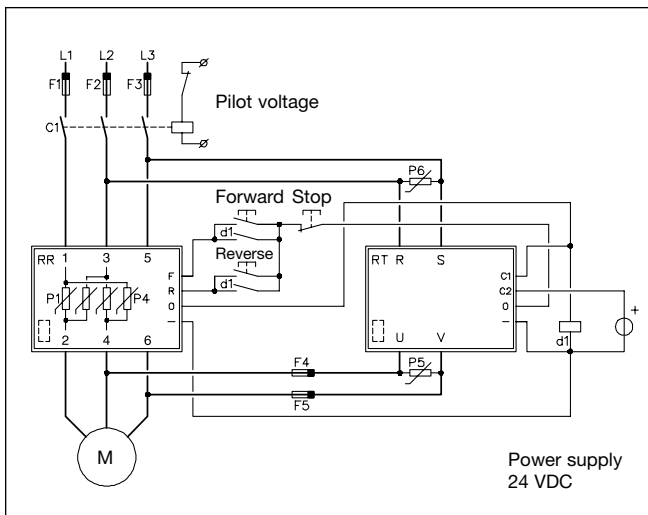 L1 L2 L3
F1 F2 F3
Pilot voltage
C1
P6
Forward Stop
d1
Reverse
d1
RR 1 3 5
F
R
0
–
P1 P4
2 4 6
RT R S
C1
C2
0
–
U V
d1
+
F4
P5
F5
M
Power supply
24 VDC